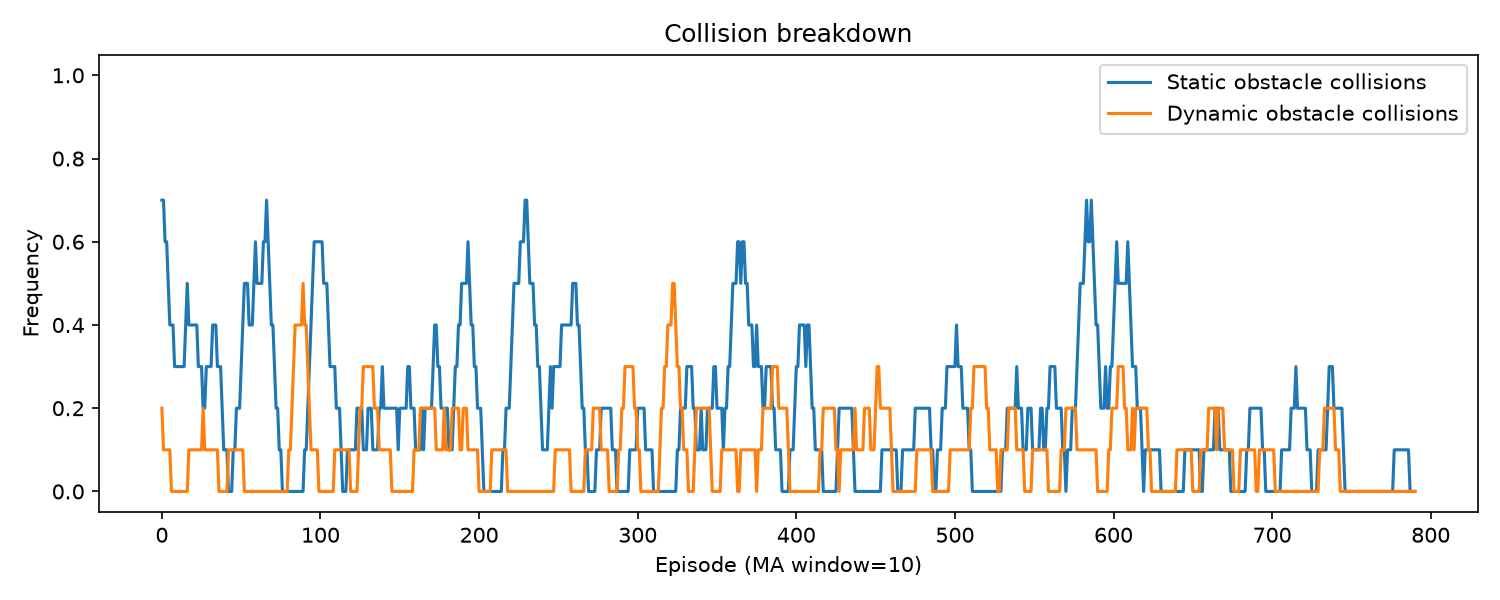 Collision breakdown
1.0
0.8
0.6
0.4
0.2
0.0
Frequency
Static obstacle collisions
Dynamic obstacle collisions
0 100 200 300 400 500 600 700 800
Episode (MA window=10)